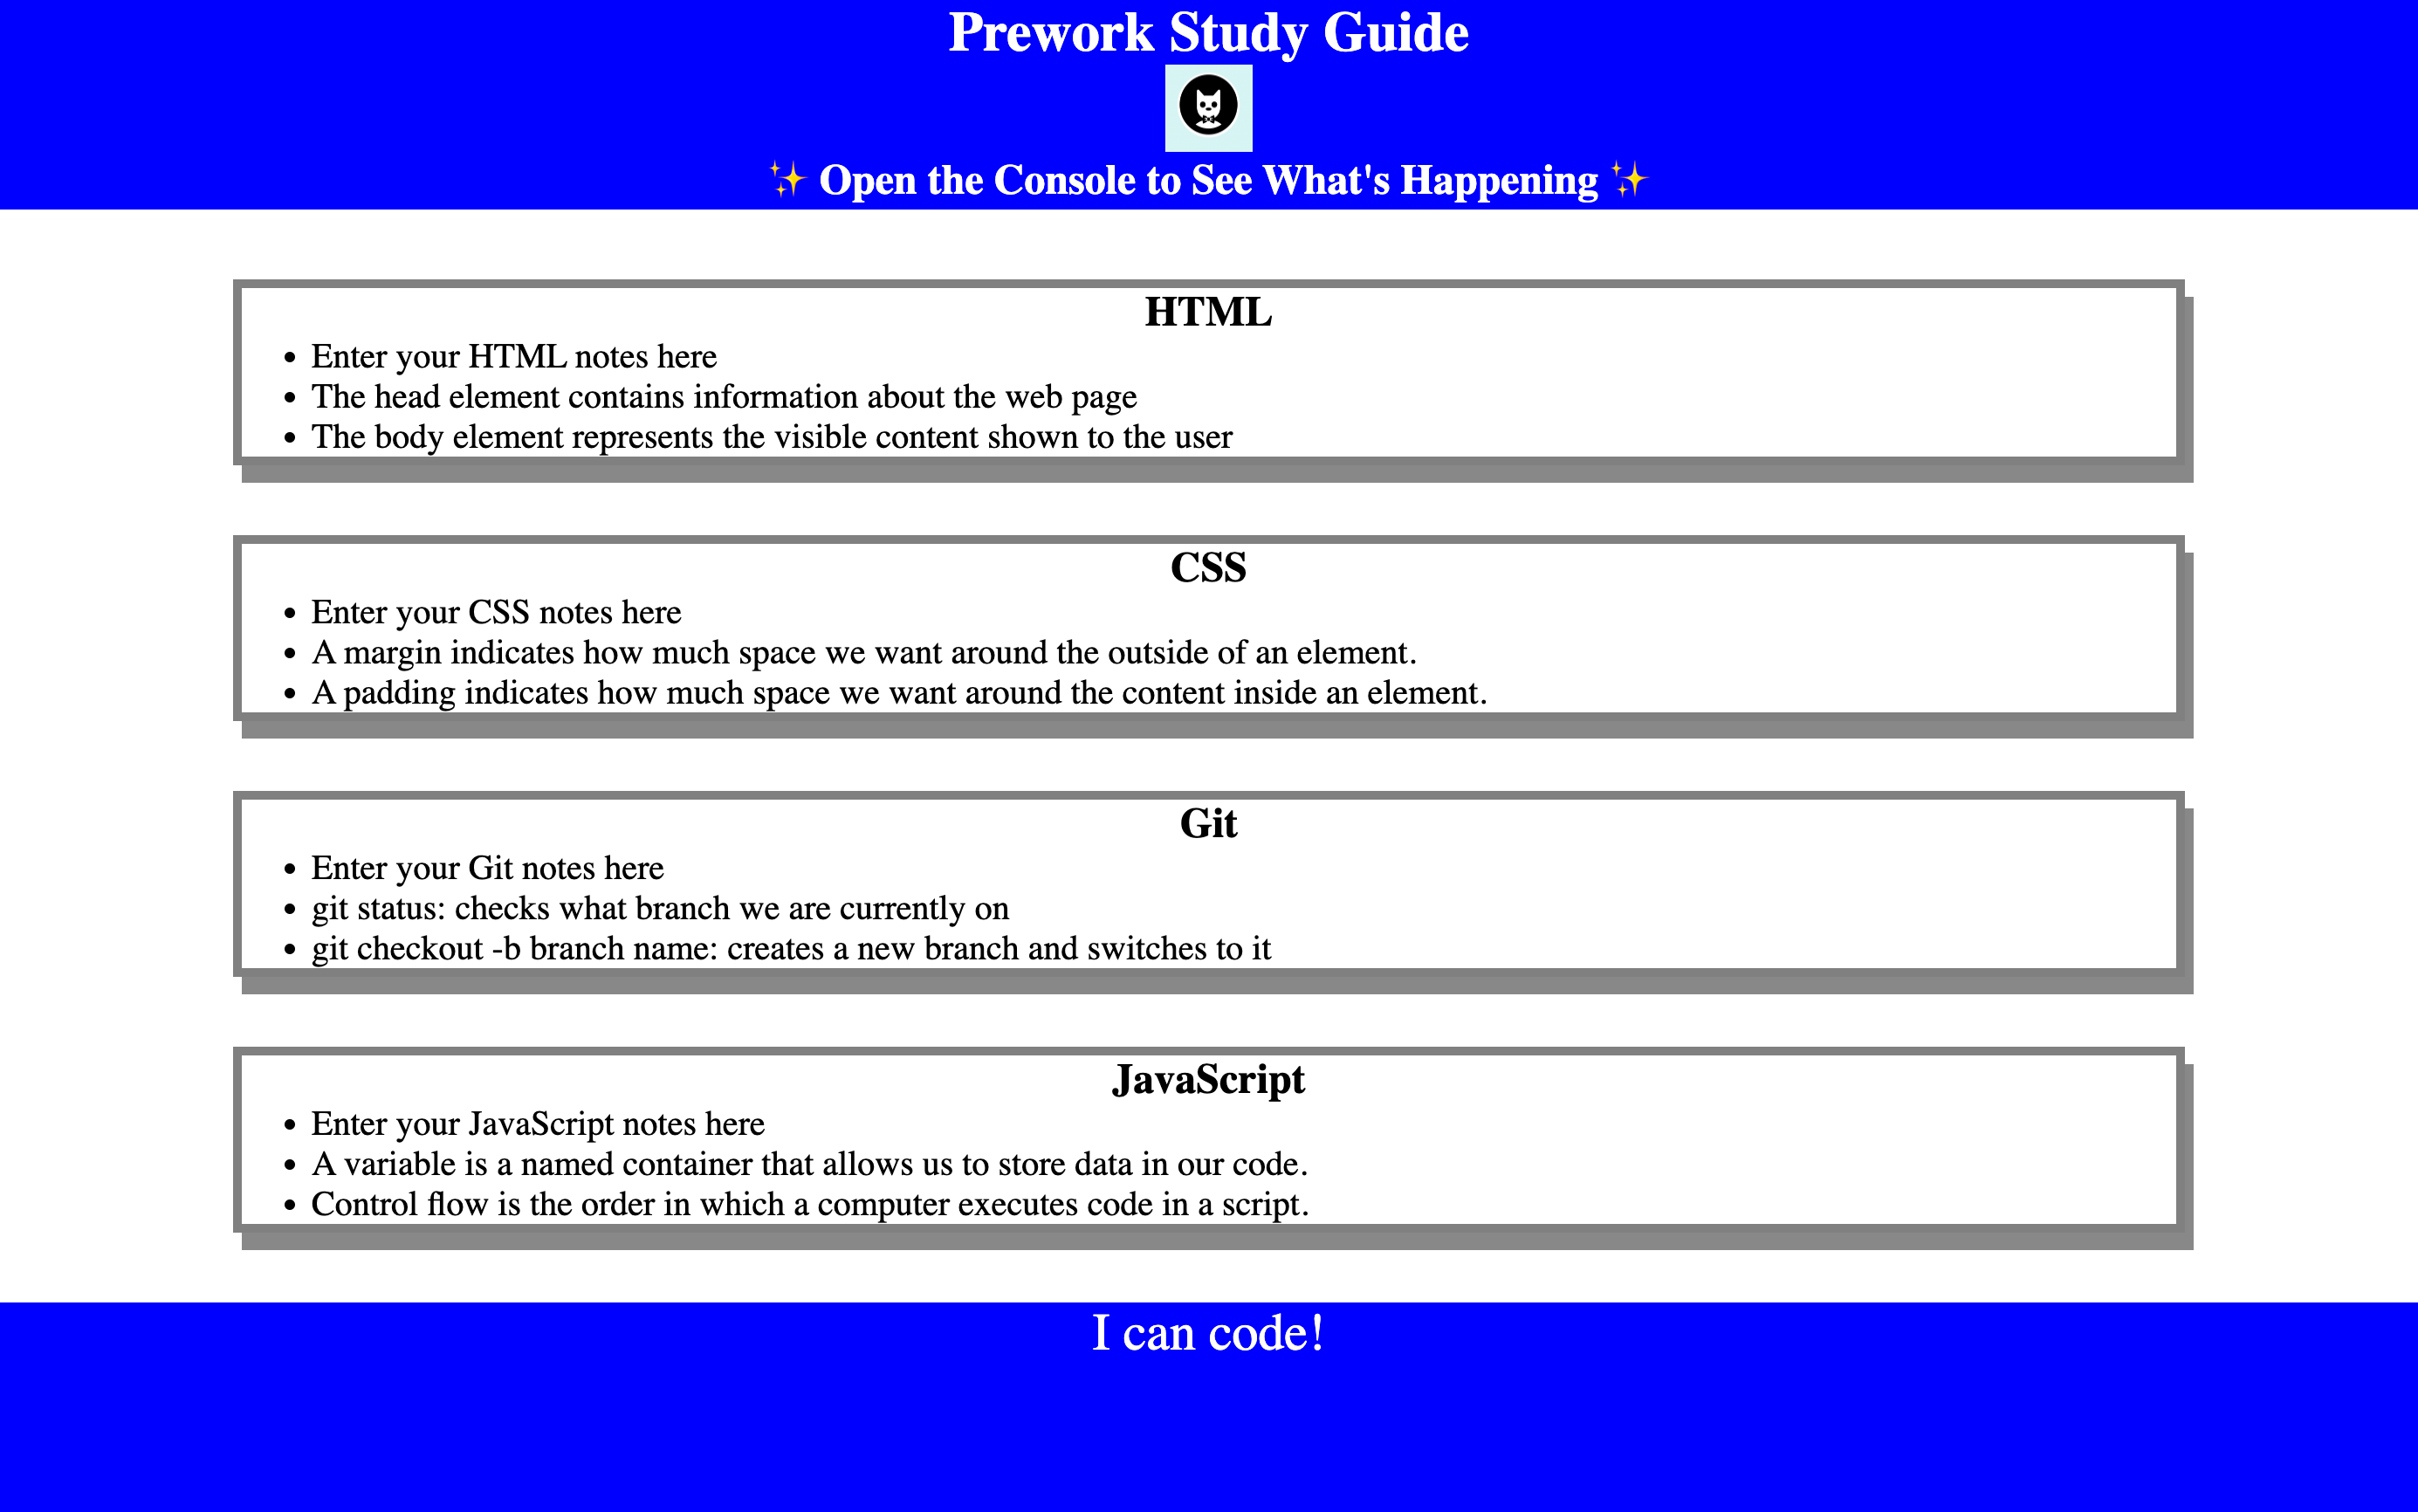 Prework Study Guide
✨ Open the Console to See What's Happening ✨
HTML
• Enter your HTML notes here
• The head element contains information about the web page
• The body element represents the visible content shown to the user
CSS
• Enter your CSS notes here
• A margin indicates how much space we want around the outside of an element.
• A padding indicates how much space we want around the content inside an element.
Git
• Enter your Git notes here
• git status: checks what branch we are currently on
• git checkout -b branch name: creates a new branch and switches to it
JavaScript
• Enter your JavaScript notes here
• A variable is a named container that allows us to store data in our code.
• Control flow is the order in which a computer executes code in a script.
I can code!